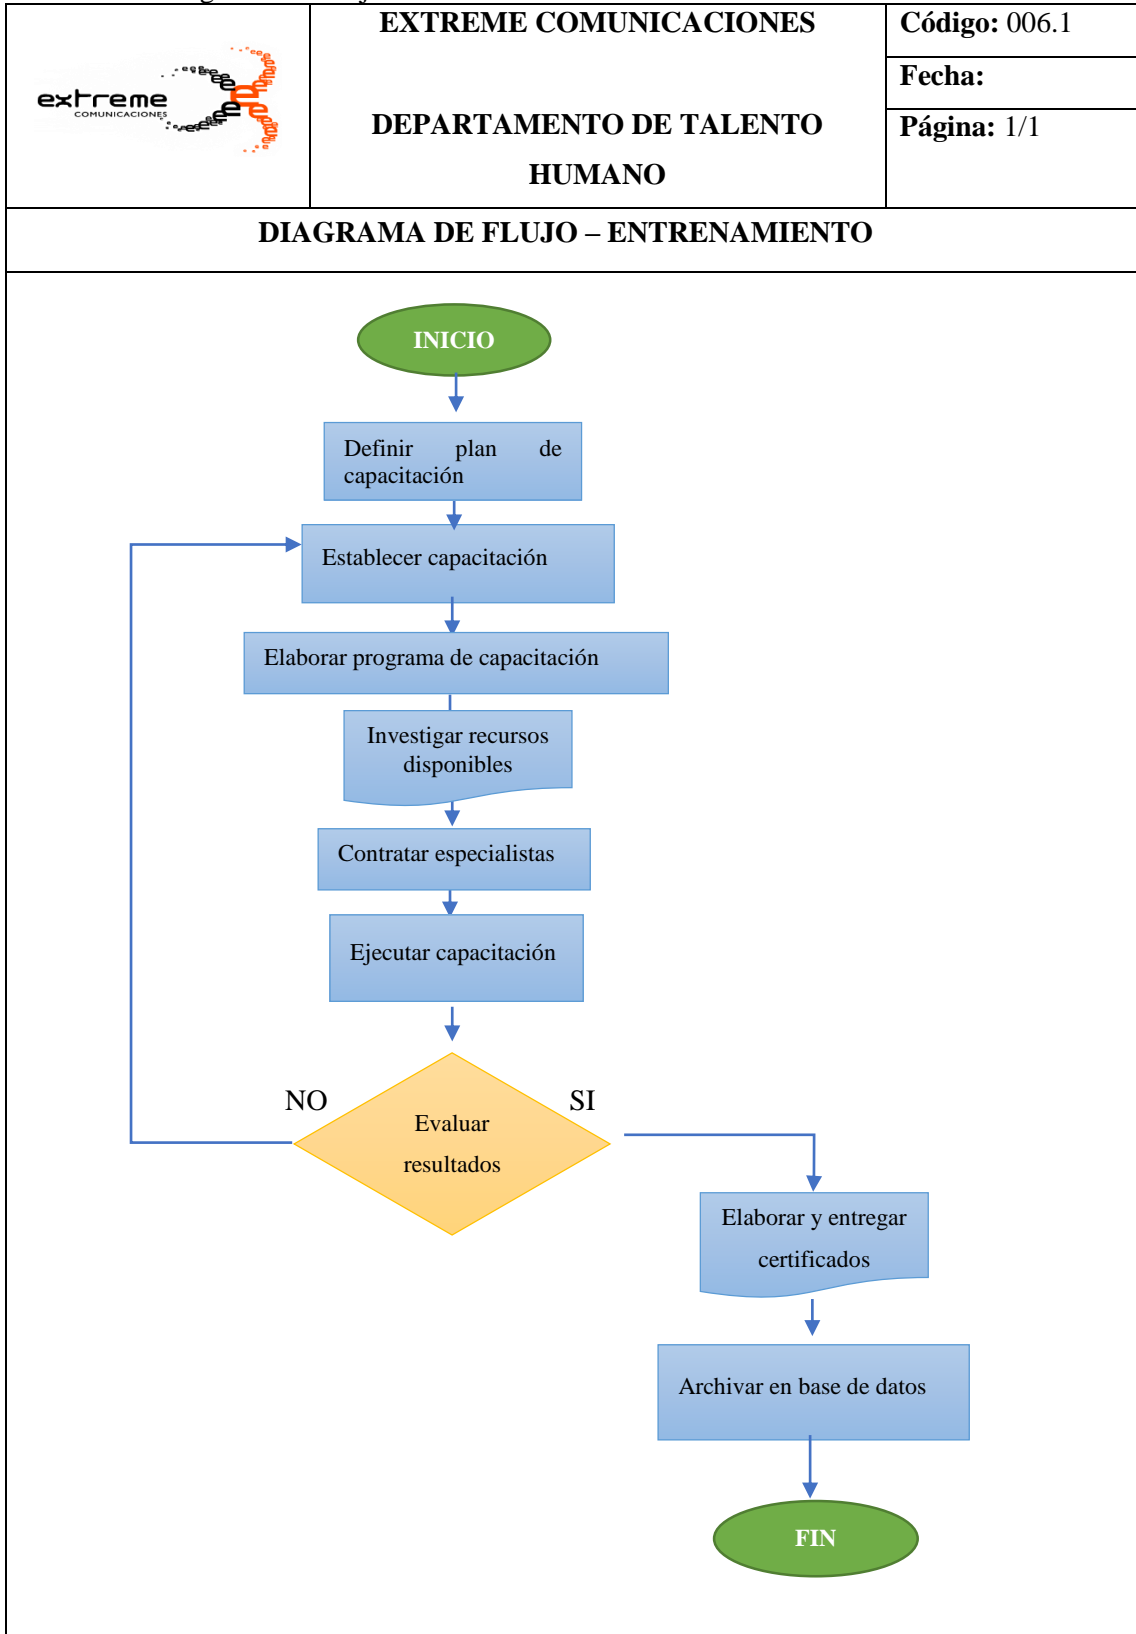 EXTREME COMUNICACIONES
Código: 006.1
Fecha:
extreme
COMUNICACIONES
DEPARTAMENTO DE TALENTO
HUMANO
Página: 1/1
DIAGRAMA DE FLUJO – ENTRENAMIENTO
INICIO
Definir plan de
capacitación
Establecer capacitación
Elaborar programa de capacitación
Investigar recursos
disponibles
Contratar especialistas
Ejecutar capacitación
NO
SI
Evaluar
resultados
Elaborar y entregar
certificados
Archivar en base de datos
FIN